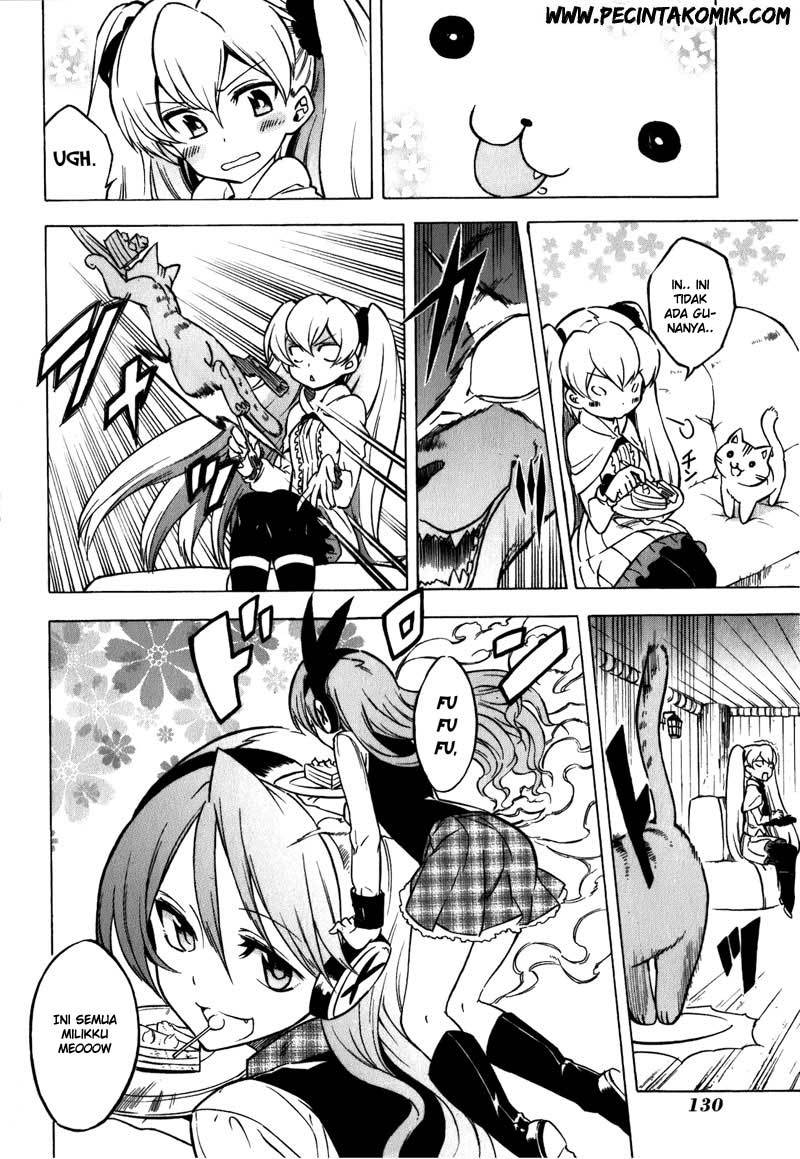 WWW.PECINTAKOMIK.COM
UGH.
IN.. INI
TIDAK
ADA GU-
NANYA..
FU
FU
FU.
INI SEMUA
MILIKKU
MEOOOW
130